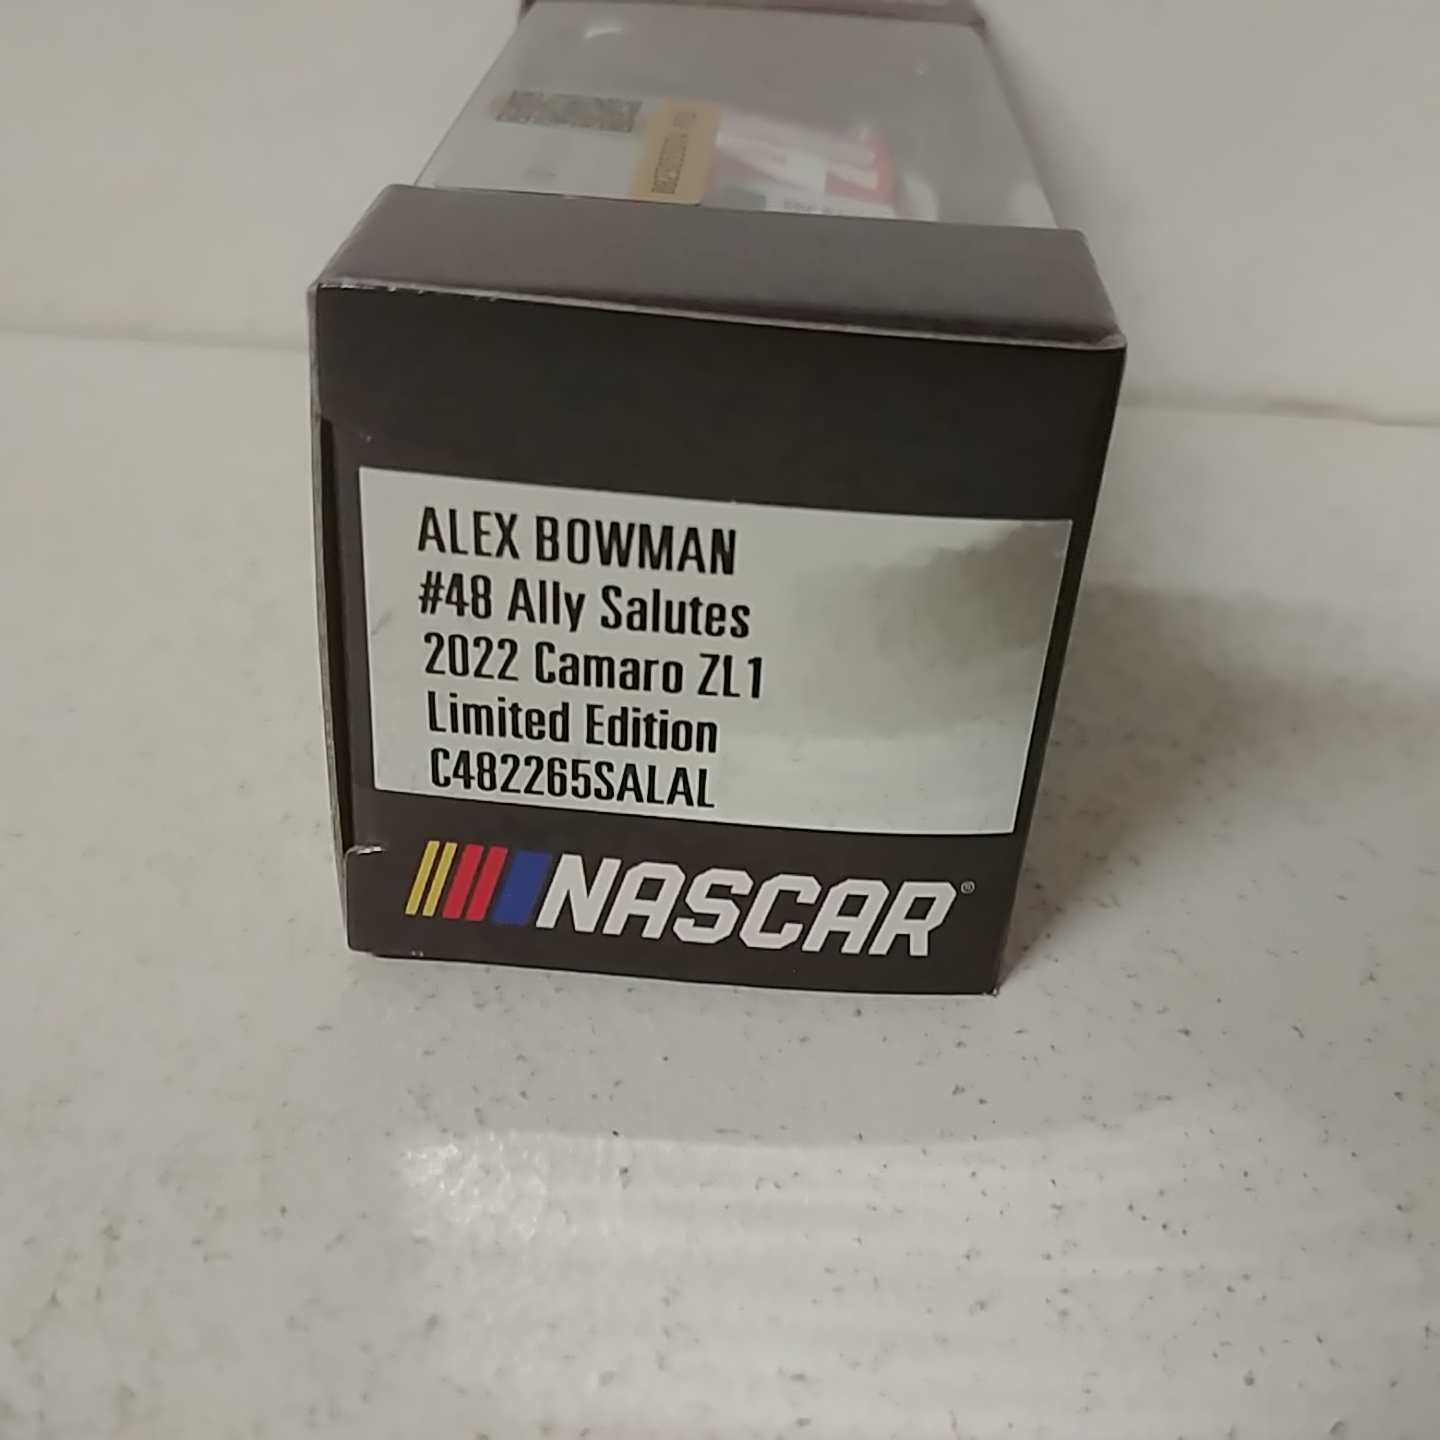 ALEX BOWMAN
#48 Ally Salutes
2022 Camaro ZL1
Limited Edition
C482265SALAL
NASCAR®